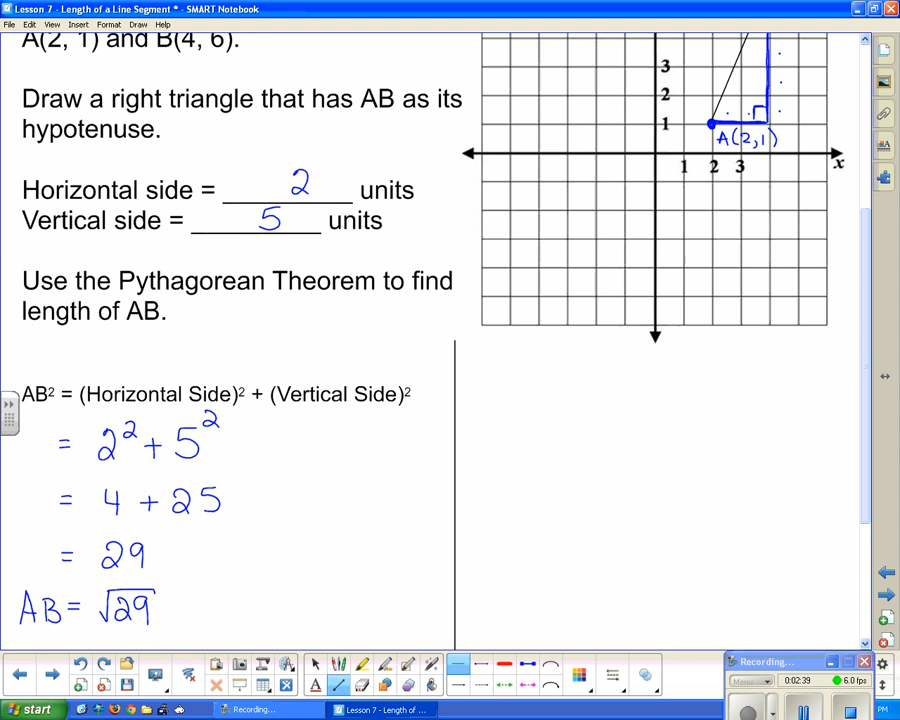 Lesson 7 - Length of a Line Segment * - SMART Notebook
File Edit View Insert Format Draw Help
A(2, 1) and B(4, 6).
Draw a right triangle that has AB as its
hypotenuse.
Horizontal side = 2 units
Vertical side = 5 units
Use the Pythagorean Theorem to find
length of AB.
AB² = (Horizontal Side)² + (Vertical Side)²
= 2² + 5²
= 4 + 25
= 29
AB = √29
3
2
1
A(2,1)
1 2 3
x
Recording...
Menu
0:02:39
6.0 fps
start
Recording...
Lesson 7 - Length of ...
PM